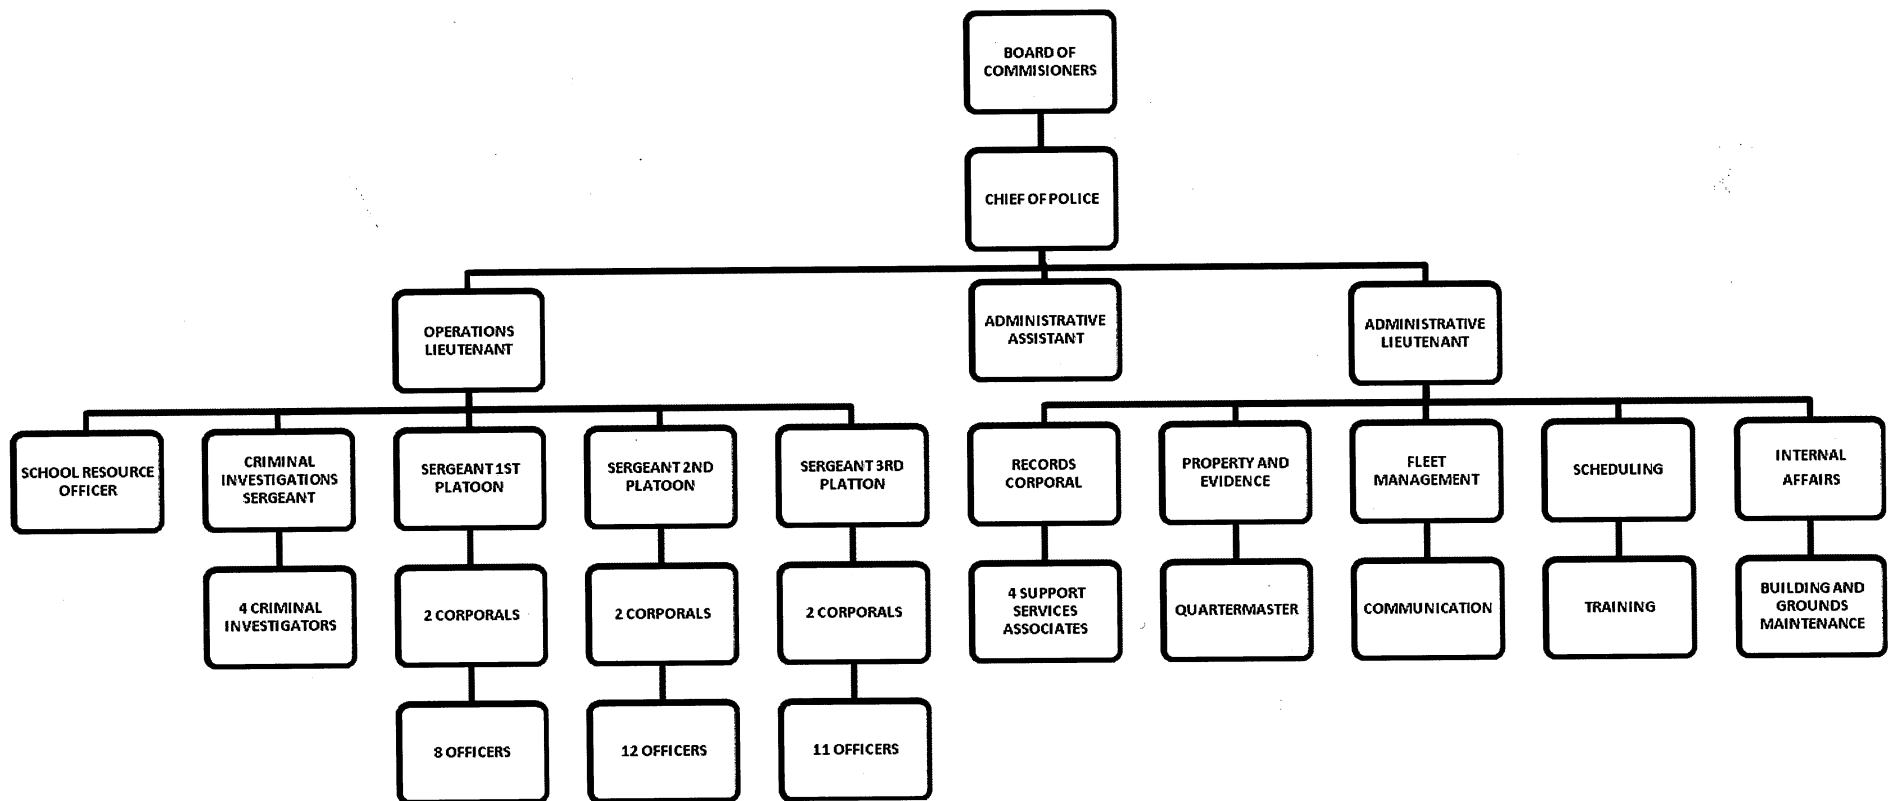 BOARD OF
COMMISIONERS
CHIEF OF POLICE
OPERATIONS
LIEUTENANT
ADMINISTRATIVE
ASSISTANT
ADMINISTRATIVE
LIEUTENANT
SCHOOL RESOURCE
OFFICER
CRIMINAL
INVESTIGATIONS
SERGEANT
SERGEANT 1ST
PLATOON
SERGEANT 2ND
PLATOON
SERGEANT 3RD
PLATTON
RECORDS
CORPORAL
PROPERTY AND
EVIDENCE
FLEET
MANAGEMENT
SCHEDULING
INTERNAL
AFFAIRS
4 CRIMINAL
INVESTIGATORS
2 CORPORALS
2 CORPORALS
2 CORPORALS
4 SUPPORT
SERVICES
ASSOCIATES
QUARTERMASTER
COMMUNICATION
TRAINING
BUILDING AND
GROUNDS
MAINTENANCE
8 OFFICERS
12 OFFICERS
11 OFFICERS